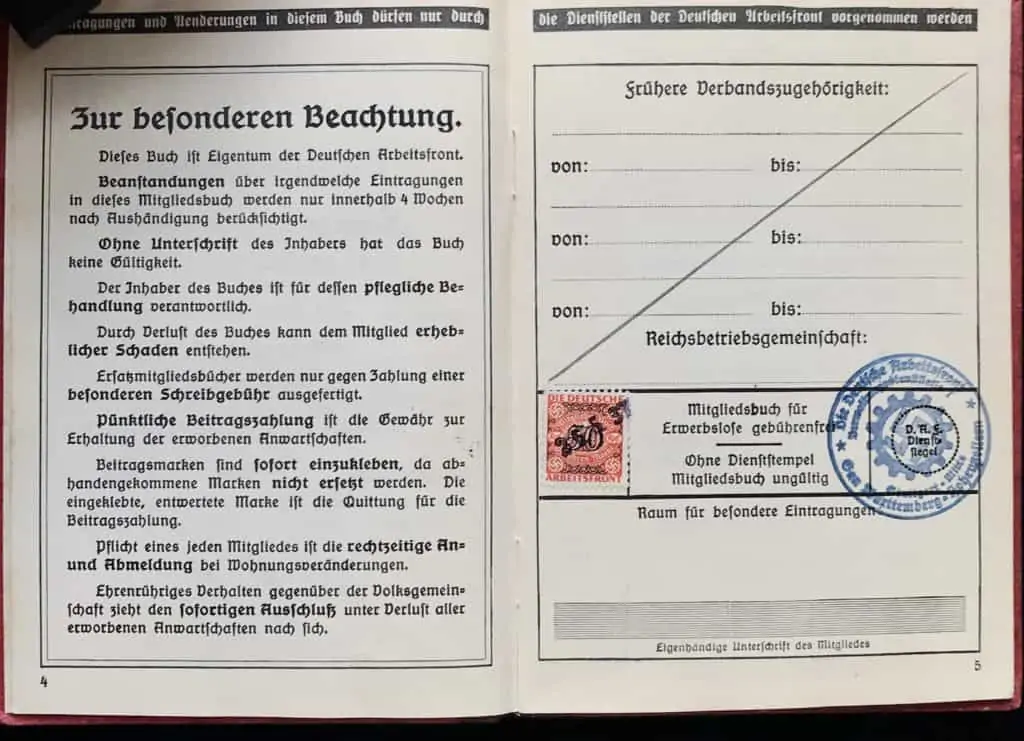 Eintragungen und Aenderungen in diesem Buch dürfen nur durch
Zur besonderen Beachtung.
Dieses Buch ist Eigentum der Deutschen Arbeitsfront.
Beanstandungen über irgendwelche Eintragungen
in dieses Mitgliedsbuch werden nur innerhalb 4 Wochen
nach Aushändigung berücksichtigt.
Ohne Unterschrift des Inhabers hat das Buch
keine Gültigkeit.
Der Inhaber des Buches ist für dessen pflegliche Be-
handlung verantwortlich.
Durch Verlust des Buches kann dem Mitglied erheb-
licher Schaden entstehen.
Ersatzmitgliedsbücher werden nur gegen Zahlung einer
besonderen Schreibgebühr ausgefertigt.
Pünktliche Beitragszahlung ist die Gewähr zur
Erhaltung der erworbenen Anwartschaften.
Beitragsmarken sind sofort einzukleben, da ab-
handengekommene Marken nicht ersetzt werden. Die
eingeklebte, entwertete Marke ist die Quittung für die
Beitragszahlung.
Pflicht eines jeden Mitgliedes ist die rechtzeitige An-
und Abmeldung bei Wohnungsveränderungen.
Ehrenrühriges Verhalten gegenüber der Volksgemein-
schaft zieht den sofortigen Ausschluß unter Verlust aller
erworbenen Anwartschaften nach sich.
4
die Dienststellen der Deutschen Arbeitsfront vorgenommen werden
Frühere Verbandszugehörigkeit:
von: bis:
von: bis:
von: bis:
Reichsbetriebsgemeinschaft:
DIE DEUTSCHE
50
ARBEITSFRONT
Mitgliedsbuch für
Erwerbslose gebührenfrei
Ohne Dienststempel
Mitgliedsbuch ungültig
Die Deutsche Arbeitsfront
D. A. F.
Dienst-
siegel
Gau Württemberg-Hohenzollern
Raum für besondere Eintragungen
Eigenhändige Unterschrift des Mitgliedes
5